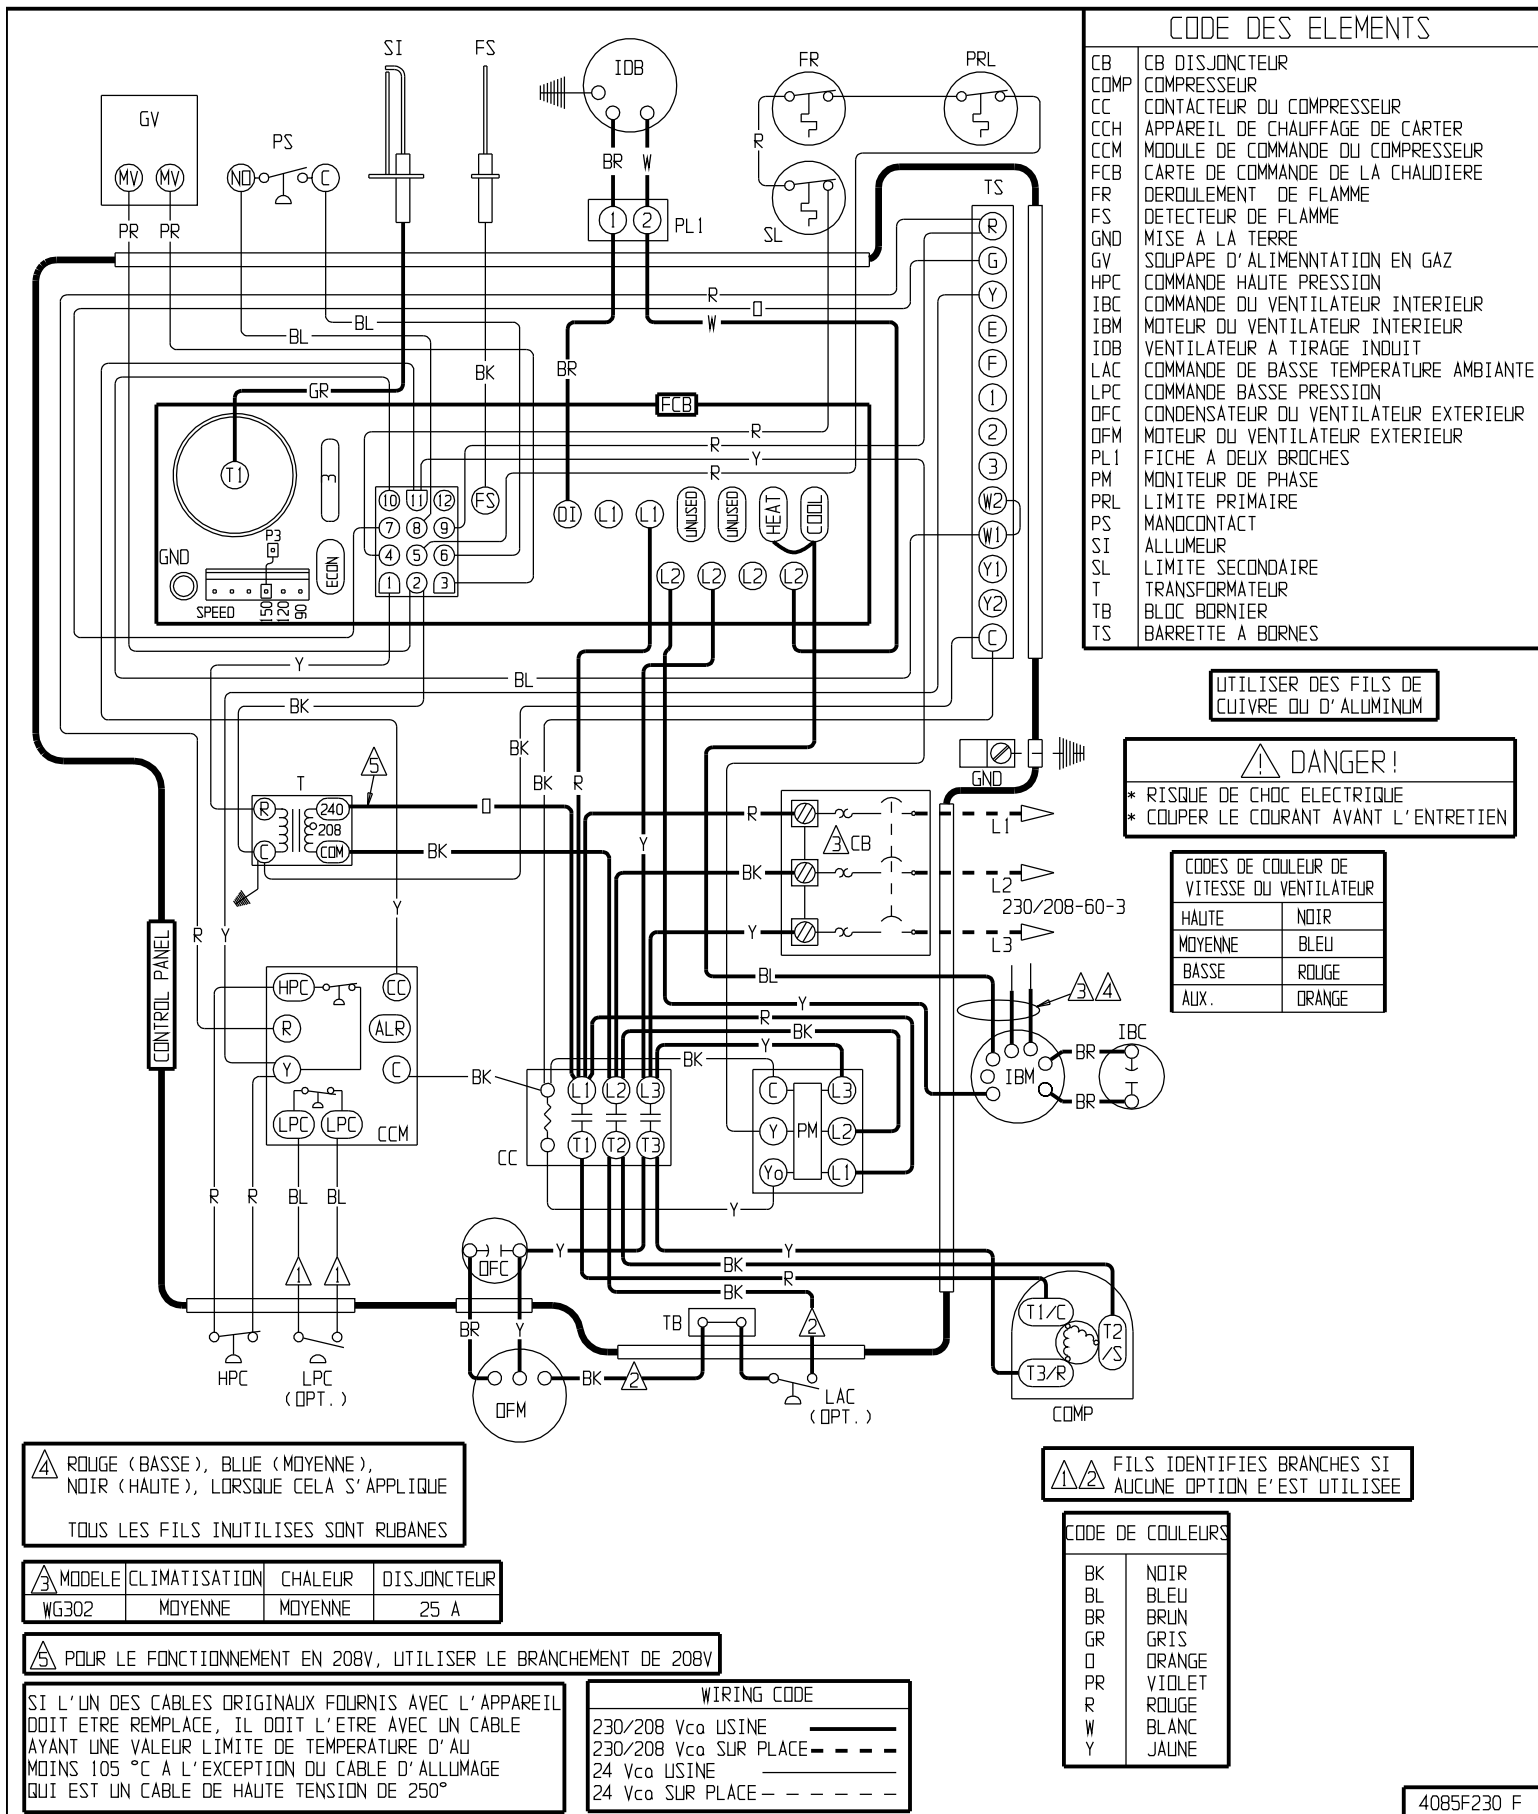 CODE DES ELEMENTS
CB CB DISJONCTEUR
COMP COMPRESSEUR
CC CONTACTEUR DU COMPRESSEUR
CCH APPAREIL DE CHAUFFAGE DE CARTER
CCM MODULE DE COMMANDE DU COMPRESSEUR
FCB CARTE DE COMMANDE DE LA CHAUDIERE
FR DEROULEMENT DE FLAMME
FS DETECTEUR DE FLAMME
GND MISE A LA TERRE
GV SOUPAPE D'ALIMENNTATION EN GAZ
HPC COMMANDE HAUTE PRESSION
IBC COMMANDE DU VENTILATEUR INTERIEUR
IBM MOTEUR DU VENTILATEUR INTERIEUR
IDB VENTILATEUR A TIRAGE INDUIT
LAC COMMANDE DE BASSE TEMPERATURE AMBIANTE
LPC COMMANDE BASSE PRESSION
OFC CONDENSATEUR DU VENTILATEUR EXTERIEUR
OFM MOTEUR DU VENTILATEUR EXTERIEUR
PL1 FICHE A DEUX BROCHES
PM MONITEUR DE PHASE
PRL LIMITE PRIMAIRE
PS MANOCONTACT
SI ALLUMEUR
SL LIMITE SECONDAIRE
T TRANSFORMATEUR
TB BLOC BORNIER
TS BARRETTE A BORNES
UTILISER DES FILS DE
CUIVRE OU D'ALUMINUM
! DANGER!
* RISQUE DE CHOC ELECTRIQUE
* COUPER LE COURANT AVANT L'ENTRETIEN
CODES DE COULEUR DE
VITESSE DU VENTILATEUR
HAUTE NOIR
MOYENNE BLEU
BASSE ROUGE
AUX. ORANGE
SI FS IDB FR PRL
GV
PS
MV MV NO C
BR W R
TS
1 2 PL1
SL
PR PR
R
G
Y
E
F
1
2
3
W2
W1
Y1
Y2
C
R
O
BL
BL
W
BK BR
GR
FCB
R
R
Y
R
T1
3
10 11 12
7 8 9
4 5 6
1 2 3
FS
OI L1 L1 UNUSED UNUSED HEAT COOL
L2 L2 L2 L2
GND
P3
ECON
SPEED 150 120 90
Y
BL
BK
BK
BK R
GND
T
5
R 240
208
C COM
O
BK
Y
R
BK
Y
3 CB
L1
L2
230/208-60-3
L3
CONTROL PANEL
R Y Y
BL
Y
R
BK
Y
BK
3 4
HPC CC
R ALR
Y C
LPC LPC
CCM
BK
L1 L2 L3
T1 T2 T3
CC
C L3
Y PM L2
Yo L1
IBM
BR
BR
IBC
R R BL BL
1 1
Y
OFC
Y
Y
BK
R
BK
BR Y
TB
2
T1/C
T2/S
T3/R
COMP
HPC LPC
(OPT.)
OFM
BK 2
LAC
(OPT.)
4 ROUGE (BASSE), BLUE (MOYENNE),
NOIR (HAUTE), LORSQUE CELA S'APPLIQUE
TOUS LES FILS INUTILISES SONT RUBANES
3 MODELE CLIMATISATION CHALEUR DISJONCTEUR
WG302 MOYENNE MOYENNE 25 A
5 POUR LE FONCTIONNEMENT EN 208V, UTILISER LE BRANCHEMENT DE 208V
SI L'UN DES CABLES ORIGINAUX FOURNIS AVEC L'APPAREIL
DOIT ETRE REMPLACE, IL DOIT L'ETRE AVEC UN CABLE
AYANT UNE VALEUR LIMITE DE TEMPERATURE D'AU
MOINS 105 °C A L'EXCEPTION DU CABLE D'ALLUMAGE
QUI EST UN CABLE DE HAUTE TENSION DE 250°
WIRING CODE
230/208 Vca USINE
230/208 Vca SUR PLACE
24 Vca USINE
24 Vca SUR PLACE
1 2 FILS IDENTIFIES BRANCHES SI
AUCUNE OPTION E'EST UTILISEE
CODE DE COULEURS
BK NOIR
BL BLEU
BR BRUN
GR GRIS
O ORANGE
PR VIOLET
R ROUGE
W BLANC
Y JAUNE
4085F230 F